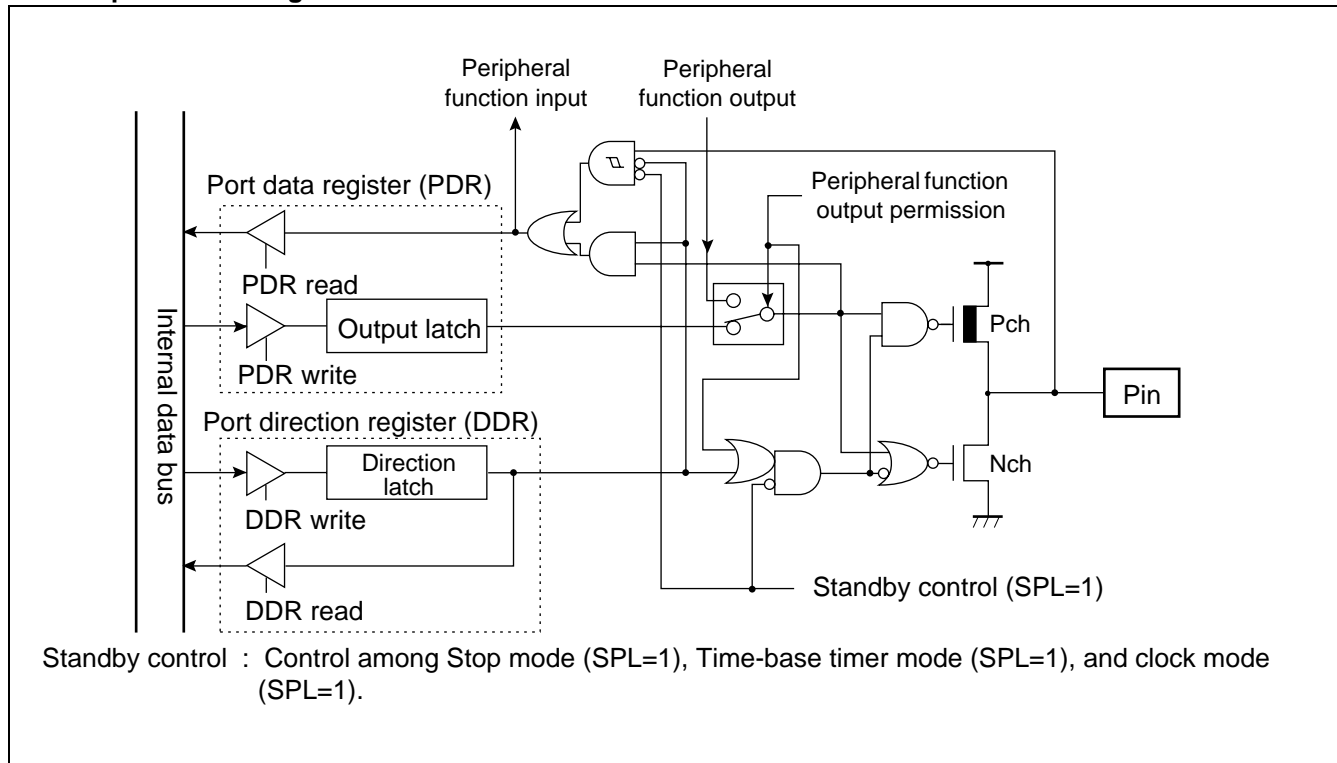 Peripheral
function input
Peripheral
function output
Port data register (PDR)
Peripheral function
output permission
PDR read
Output latch
PDR write
Pch
Pin
Internal data bus
Port direction register (DDR)
Direction
latch
Nch
DDR write
DDR read
Standby control (SPL=1)
Standby control : Control among Stop mode (SPL=1), Time-base timer mode (SPL=1), and clock mode
(SPL=1).